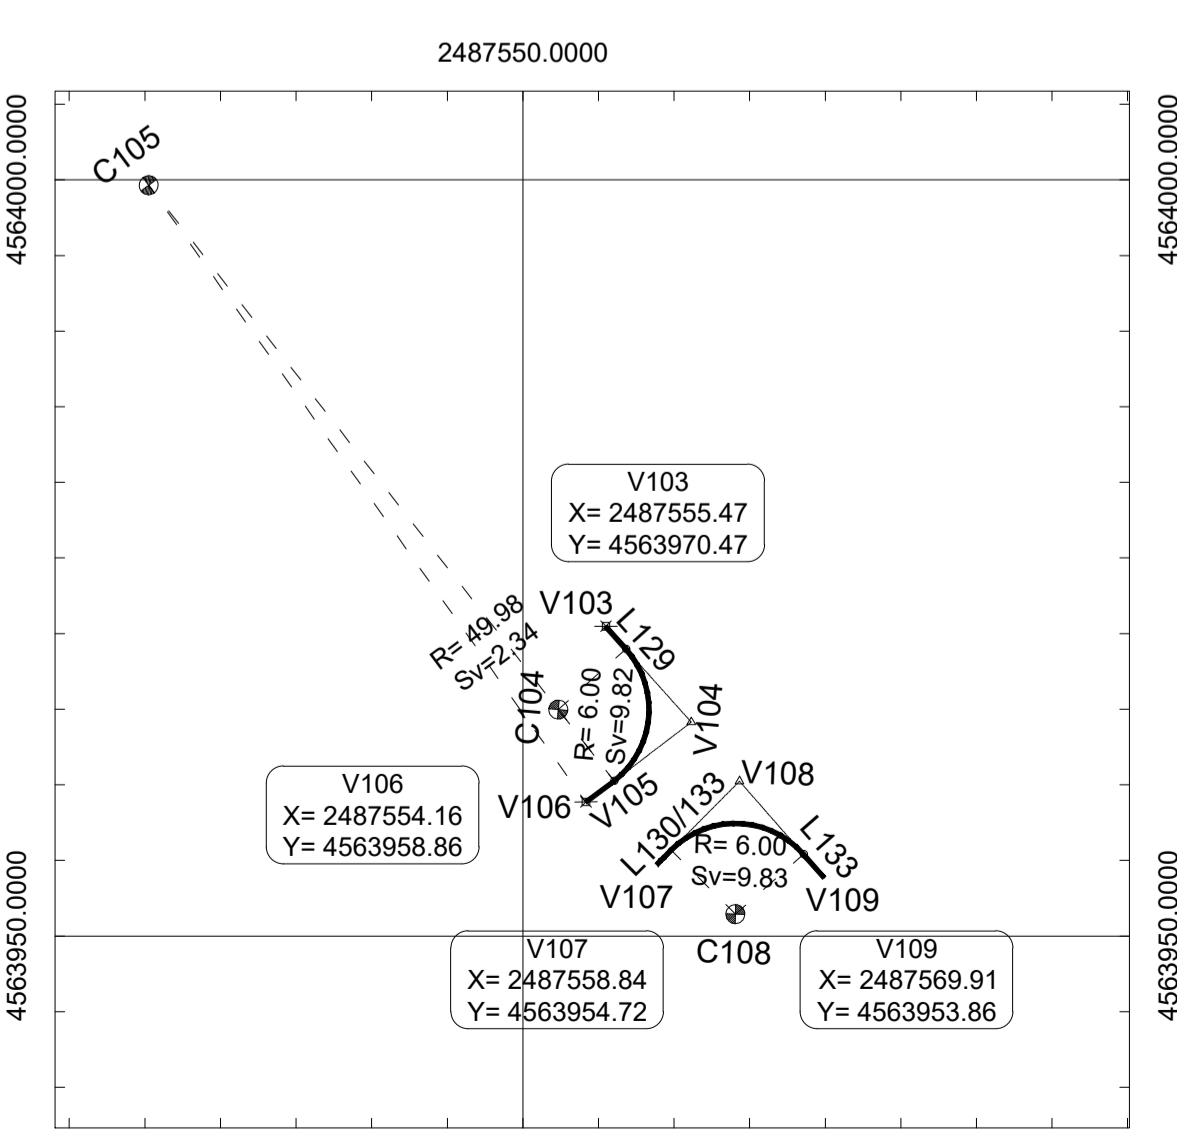 2487550.0000
4564000.0000
4564000.0000
C105
V103
X= 2487555.47
Y= 4563970.47
V103
L129
R= 49.98
Sv=2.34
C104
R= 6.00
Sv=9.82
V104
V106
X= 2487554.16
Y= 4563958.86
V106
V105
V108
L130/133
L133
R= 6.00
Sv=9.83
V107
V109
C108
4563950.0000
4563950.0000
V107
X= 2487558.84
Y= 4563954.72
V109
X= 2487569.91
Y= 4563953.86